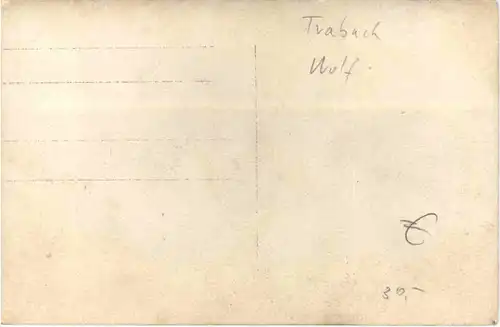 Trabach
Wolf.
€
30,-